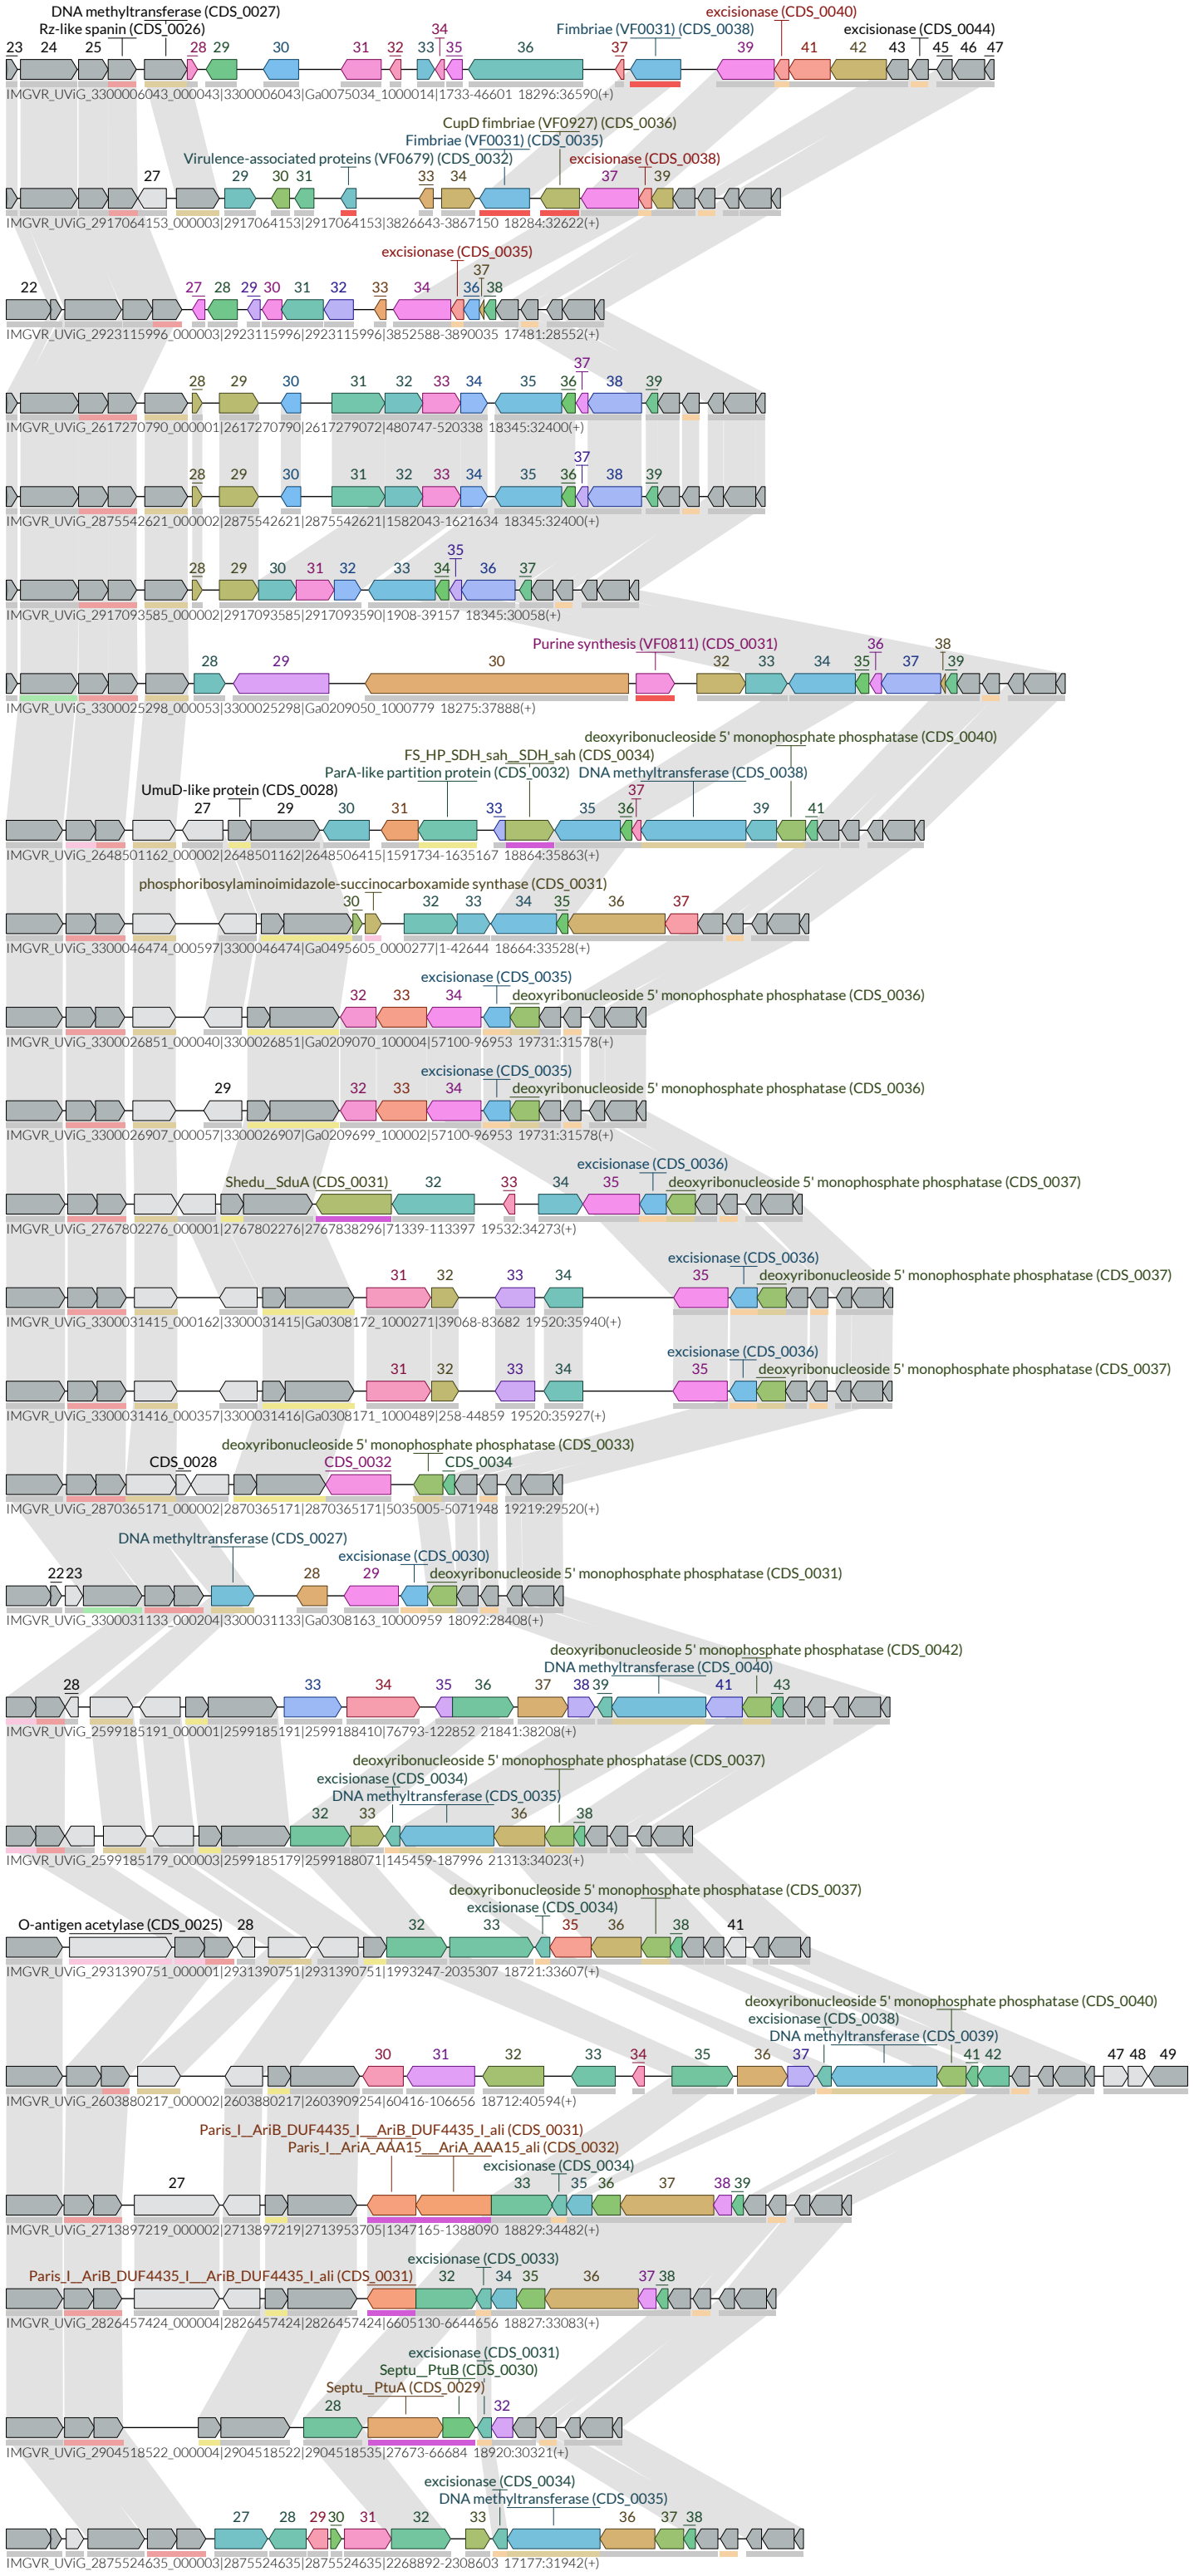 DNA methyltransferase (CDS_0027)
Rz-like spanin (CDS_0026)
excisionase (CDS_0040)
Fimbriae (VF0031) (CDS_0038)
excisionase (CDS_0044)
23 24 25 28 29 30 31 32 33 34 35 36 37 39 41 42 43 45 46 47
IMGVR_UViG_3300006043_000043|3300006043|Ga0075034_1000014|1733-46601 18296:36590(+)
CupD fimbriae (VF0927) (CDS_0036)
Fimbriae (VF0031) (CDS_0035)
Virulence-associated proteins (VF0679) (CDS_0032)
excisionase (CDS_0038)
27 29 30 31 33 34 37 39
IMGVR_UViG_2917064153_000003|2917064153|2917064153|3826643-3867150 18284:32622(+)
excisionase (CDS_0035)
22 27 28 29 30 31 32 33 34 36 37 38
IMGVR_UViG_2923115996_000003|2923115996|2923115996|3852588-3890035 17481:28552(+)
28 29 30 31 32 33 34 35 36 37 38 39
IMGVR_UViG_2617270790_000001|2617270790|2617279072|480747-520338 18345:32400(+)
28 29 30 31 32 33 34 35 36 37 38 39
IMGVR_UViG_2875542621_000002|2875542621|2875542621|1582043-1621634 18345:32400(+)
28 29 30 31 32 33 34 35 36 37
IMGVR_UViG_2917093585_000002|2917093585|2917093590|1908-39157 18345:30058(+)
Purine synthesis (VF0811) (CDS_0031)
28 29 30 32 33 34 35 36 37 38 39
IMGVR_UViG_3300025298_000053|3300025298|Ga0209050_1000779 18275:37888(+)
deoxyribonucleoside 5' monophosphate phosphatase (CDS_0040)
FS_HP_SDH_sah__SDH_sah (CDS_0034)
ParA-like partition protein (CDS_0032) DNA methyltransferase (CDS_0038)
UmuD-like protein (CDS_0028)
27 29 30 31 33 35 36 37 39 41
IMGVR_UViG_2648501162_000002|2648501162|2648506415|1591734-1635167 18864:35863(+)
phosphoribosylaminoimidazole-succinocarboxamide synthase (CDS_0031)
30 32 33 34 35 36 37
IMGVR_UViG_3300046474_000597|3300046474|Ga0495605_0000277|1-42644 18664:33528(+)
excisionase (CDS_0035)
32 33 34 deoxyribonucleoside 5' monophosphate phosphatase (CDS_0036)
IMGVR_UViG_3300026851_000040|3300026851|Ga0209070_100004|57100-96953 19731:31578(+)
excisionase (CDS_0035)
29 32 33 34 deoxyribonucleoside 5' monophosphate phosphatase (CDS_0036)
IMGVR_UViG_3300026907_000057|3300026907|Ga0209699_100002|57100-96953 19731:31578(+)
excisionase (CDS_0036)
Shedu__SduA (CDS_0031) 32 33 34 35 deoxyribonucleoside 5' monophosphate phosphatase (CDS_0037)
IMGVR_UViG_2767802276_000001|2767802276|2767838296|71339-113397 19532:34273(+)
excisionase (CDS_0036)
31 32 33 34 35 deoxyribonucleoside 5' monophosphate phosphatase (CDS_0037)
IMGVR_UViG_3300031415_000162|3300031415|Ga0308172_1000271|39068-83682 19520:35940(+)
excisionase (CDS_0036)
31 32 33 34 35 deoxyribonucleoside 5' monophosphate phosphatase (CDS_0037)
IMGVR_UViG_3300031416_000357|3300031416|Ga0308171_1000489|258-44859 19520:35927(+)
deoxyribonucleoside 5' monophosphate phosphatase (CDS_0033)
CDS_0028 CDS_0032 CDS_0034
IMGVR_UViG_2870365171_000002|2870365171|2870365171|5035005-5071948 19219:29520(+)
DNA methyltransferase (CDS_0027)
excisionase (CDS_0030)
22 23 28 29 deoxyribonucleoside 5' monophosphate phosphatase (CDS_0031)
IMGVR_UViG_3300031133_000204|3300031133|Ga0308163_10000959 18092:28408(+)
deoxyribonucleoside 5' monophosphate phosphatase (CDS_0042)
DNA methyltransferase (CDS_0040)
28 33 34 35 36 37 38 39 41 43
IMGVR_UViG_2599185191_000001|2599185191|2599188410|76793-122852 21841:38208(+)
deoxyribonucleoside 5' monophosphate phosphatase (CDS_0037)
excisionase (CDS_0034)
DNA methyltransferase (CDS_0035)
32 33 36 38
IMGVR_UViG_2599185179_000003|2599185179|2599188071|145459-187996 21313:34023(+)
deoxyribonucleoside 5' monophosphate phosphatase (CDS_0037)
excisionase (CDS_0034)
O-antigen acetylase (CDS_0025) 28 32 33 35 36 38 41
IMGVR_UViG_2931390751_000001|2931390751|2931390751|1993247-2035307 18721:33607(+)
deoxyribonucleoside 5' monophosphate phosphatase (CDS_0040)
excisionase (CDS_0038)
DNA methyltransferase (CDS_0039)
30 31 32 33 34 35 36 37 41 42 47 48 49
IMGVR_UViG_2603880217_000002|2603880217|2603909254|60416-106656 18712:40594(+)
Paris_I__AriB_DUF4435_I__AriB_DUF4435_I_ali (CDS_0031)
Paris_I__AriA_AAA15__AriA_AAA15_ali (CDS_0032)
excisionase (CDS_0034)
27 33 35 36 37 38 39
IMGVR_UViG_2713897219_000002|2713897219|2713953705|1347165-1388090 18829:34482(+)
excisionase (CDS_0033)
Paris_I__AriB_DUF4435_I__AriB_DUF4435_I_ali (CDS_0031) 32 34 35 36 37 38
IMGVR_UViG_2826457424_000004|2826457424|2826457424|6605130-6644656 18827:33083(+)
excisionase (CDS_0031)
Septu__PtuB (CDS_0030)
Septu__PtuA (CDS_0029)
28 32
IMGVR_UViG_2904518522_000004|2904518522|2904518535|27673-66684 18920:30321(+)
excisionase (CDS_0034)
DNA methyltransferase (CDS_0035)
27 28 29 30 31 32 33 36 37 38
IMGVR_UViG_2875524635_000003|2875524635|2875524635|2268892-2308603 17177:31942(+)